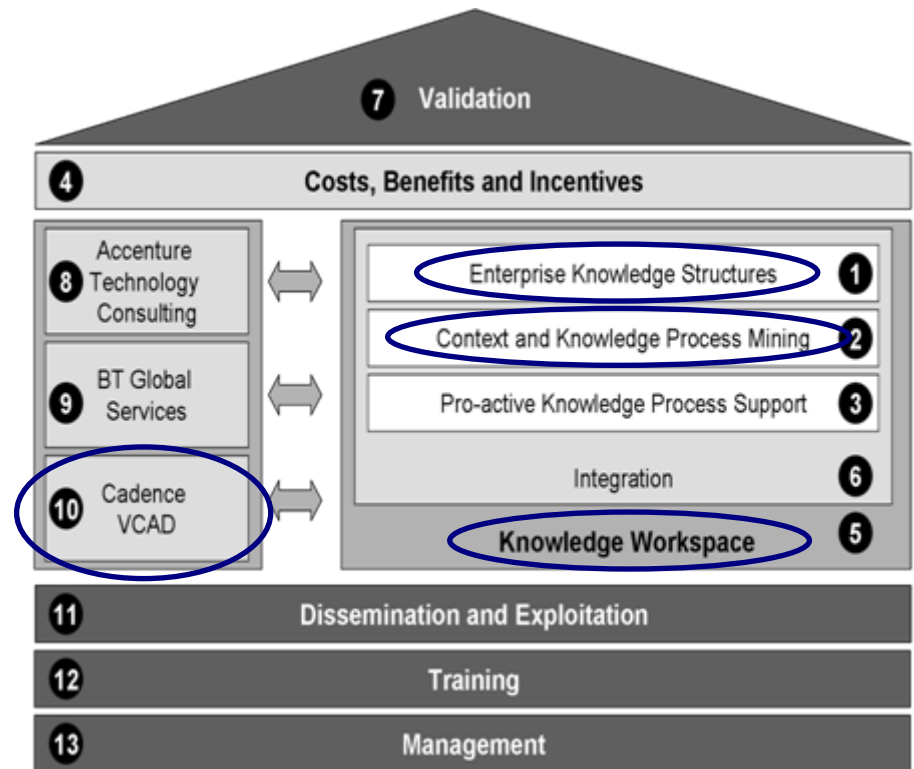 7 Validation
4 Costs, Benefits and Incentives
Accenture
8 Technology
Consulting
BT Global
9 Services
Cadence
10 VCAD
Enterprise Knowledge Structures 1
Context and Knowledge Process Mining 2
Pro-active Knowledge Process Support 3
Integration 6
Knowledge Workspace 5
11 Dissemination and Exploitation
12 Training
13 Management